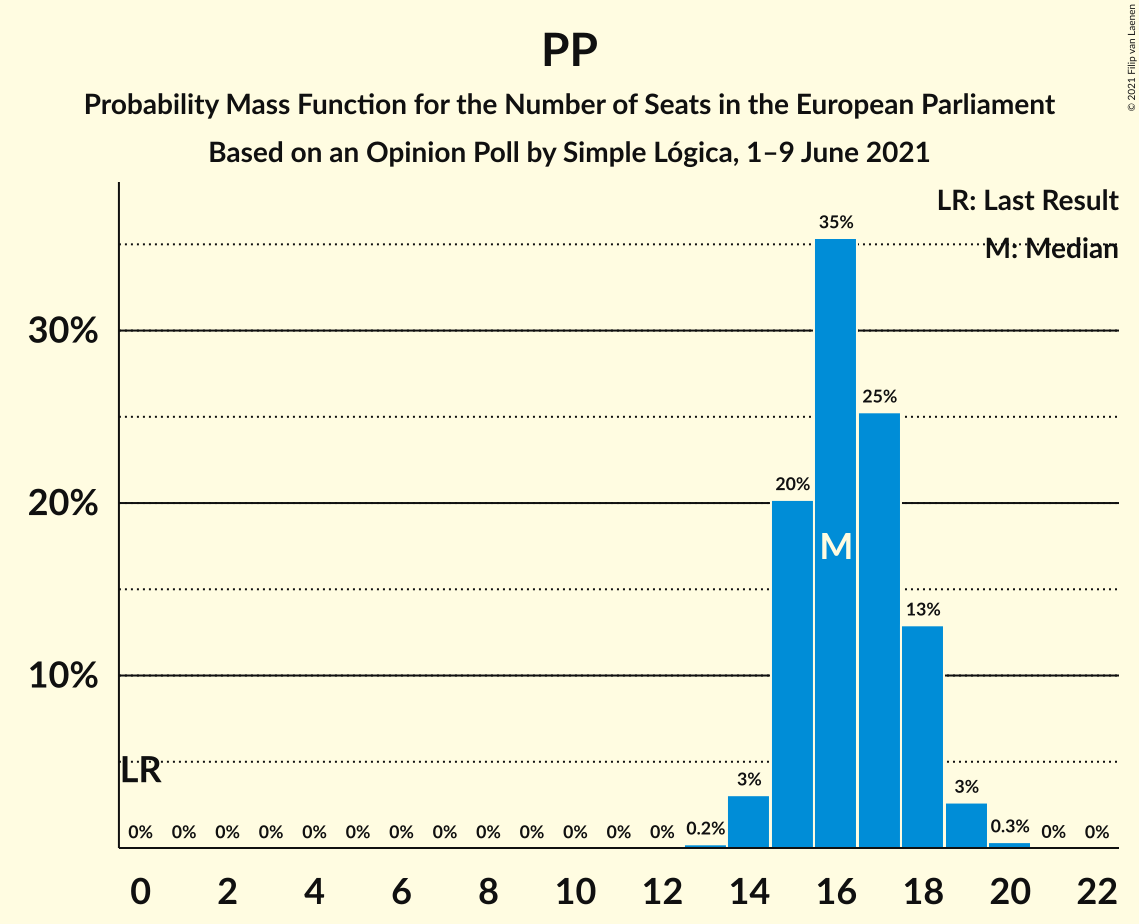 PP
Probability Mass Function for the Number of Seats in the European Parliament
Based on an Opinion Poll by Simple Lógica, 1–9 June 2021
© 2021 Filip van Laenen
LR: Last Result
M: Median
35%
30%
25%
20%
20%
M
13%
10%
LR
3%
3%
0% 0% 0% 0% 0% 0% 0% 0% 0% 0% 0% 0% 0% 0.2% 0.3% 0% 0%
0 2 4 6 8 10 12 14 16 18 20 22